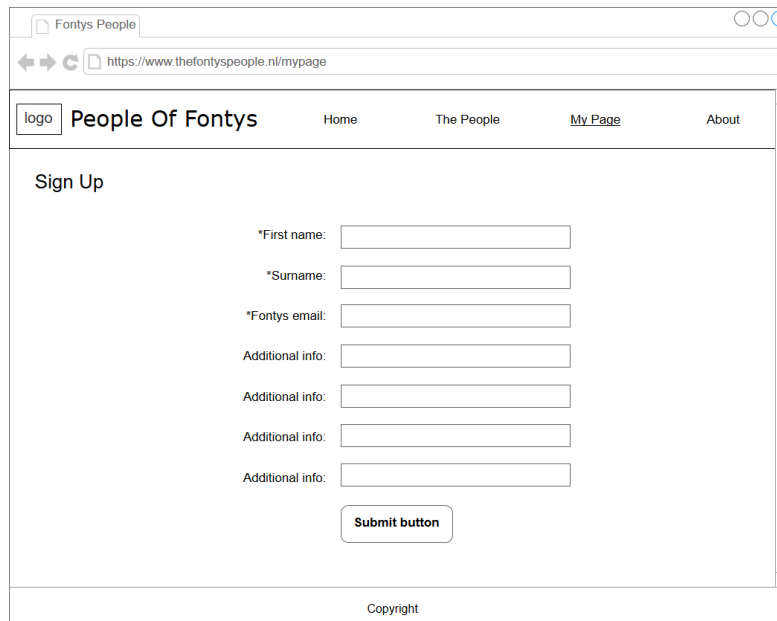 Fontys People
https://www.thefontyspeople.nl/mypage
logo People Of Fontys Home The People My Page About
Sign Up
*First name:
*Surname:
*Fontys email:
Additional info:
Additional info:
Additional info:
Additional info:
Submit button
Copyright